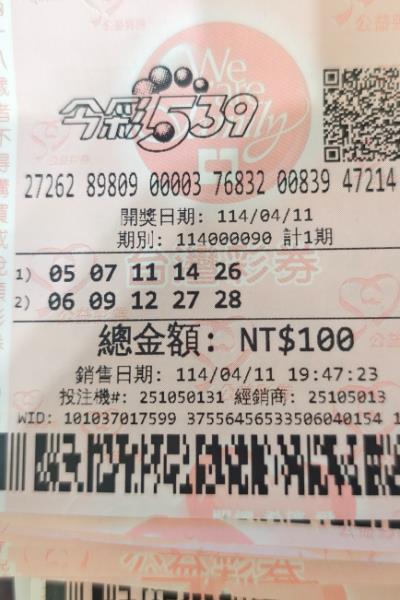 今彩539
27262 89809 00003 76832 00839 47214
開獎日期: 114/04/11
期別: 114000090 計1期
1) 05 07 11 14 26
2) 06 09 12 27 28
總金額: NT$100
銷售日期: 114/04/11 19:47:23
投注機#: 251050131 經銷商: 25105013
WID: 101037017599 37556456533506040154 1